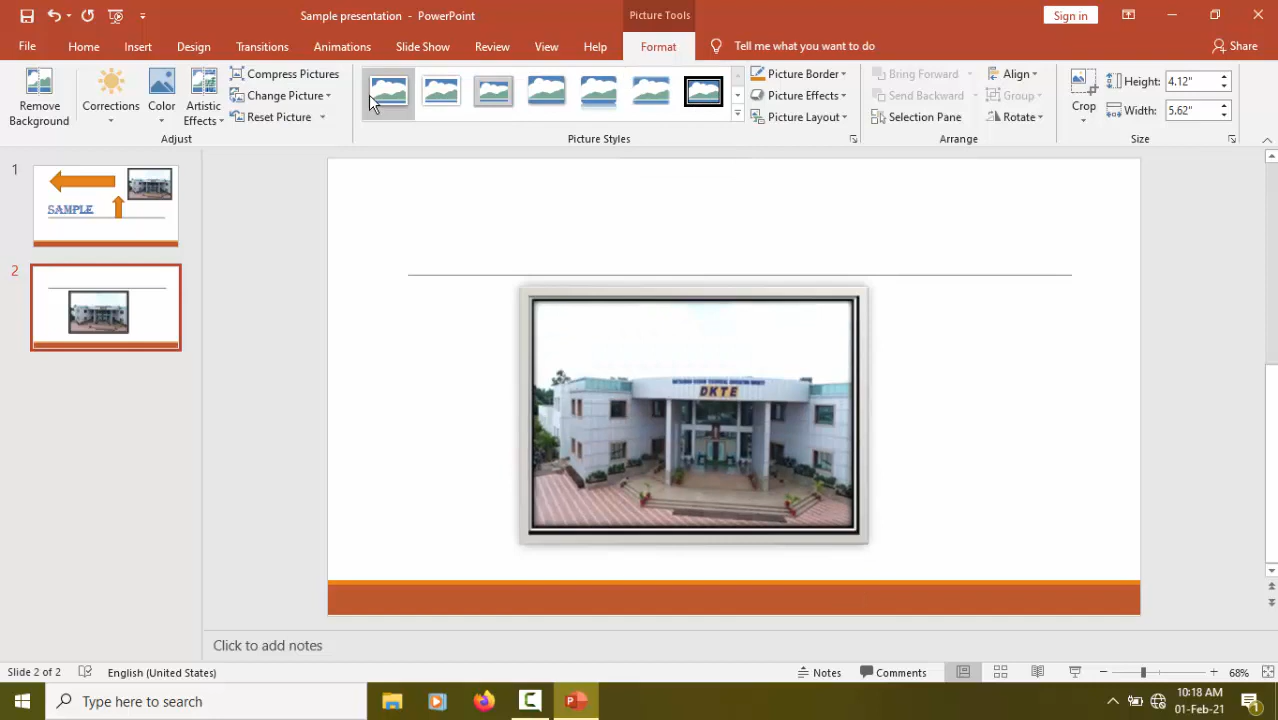 Sample presentation - PowerPoint
Picture Tools
Sign in
File
Home
Insert
Design
Transitions
Animations
Slide Show
Review
View
Help
Format
Tell me what you want to do
Share
Remove Background
Corrections
Color
Artistic Effects
Compress Pictures
Change Picture
Reset Picture
Picture Border
Picture Effects
Picture Layout
Bring Forward
Send Backward
Selection Pane
Align
Group
Rotate
Crop
Height: 4.12"
Width: 5.62"
Adjust
Picture Styles
Arrange
Size
1
SAMPLE
2
DKTE
Click to add notes
Slide 2 of 2
English (United States)
Notes
Comments
68%
Type here to search
10:18 AM
01-Feb-21
1